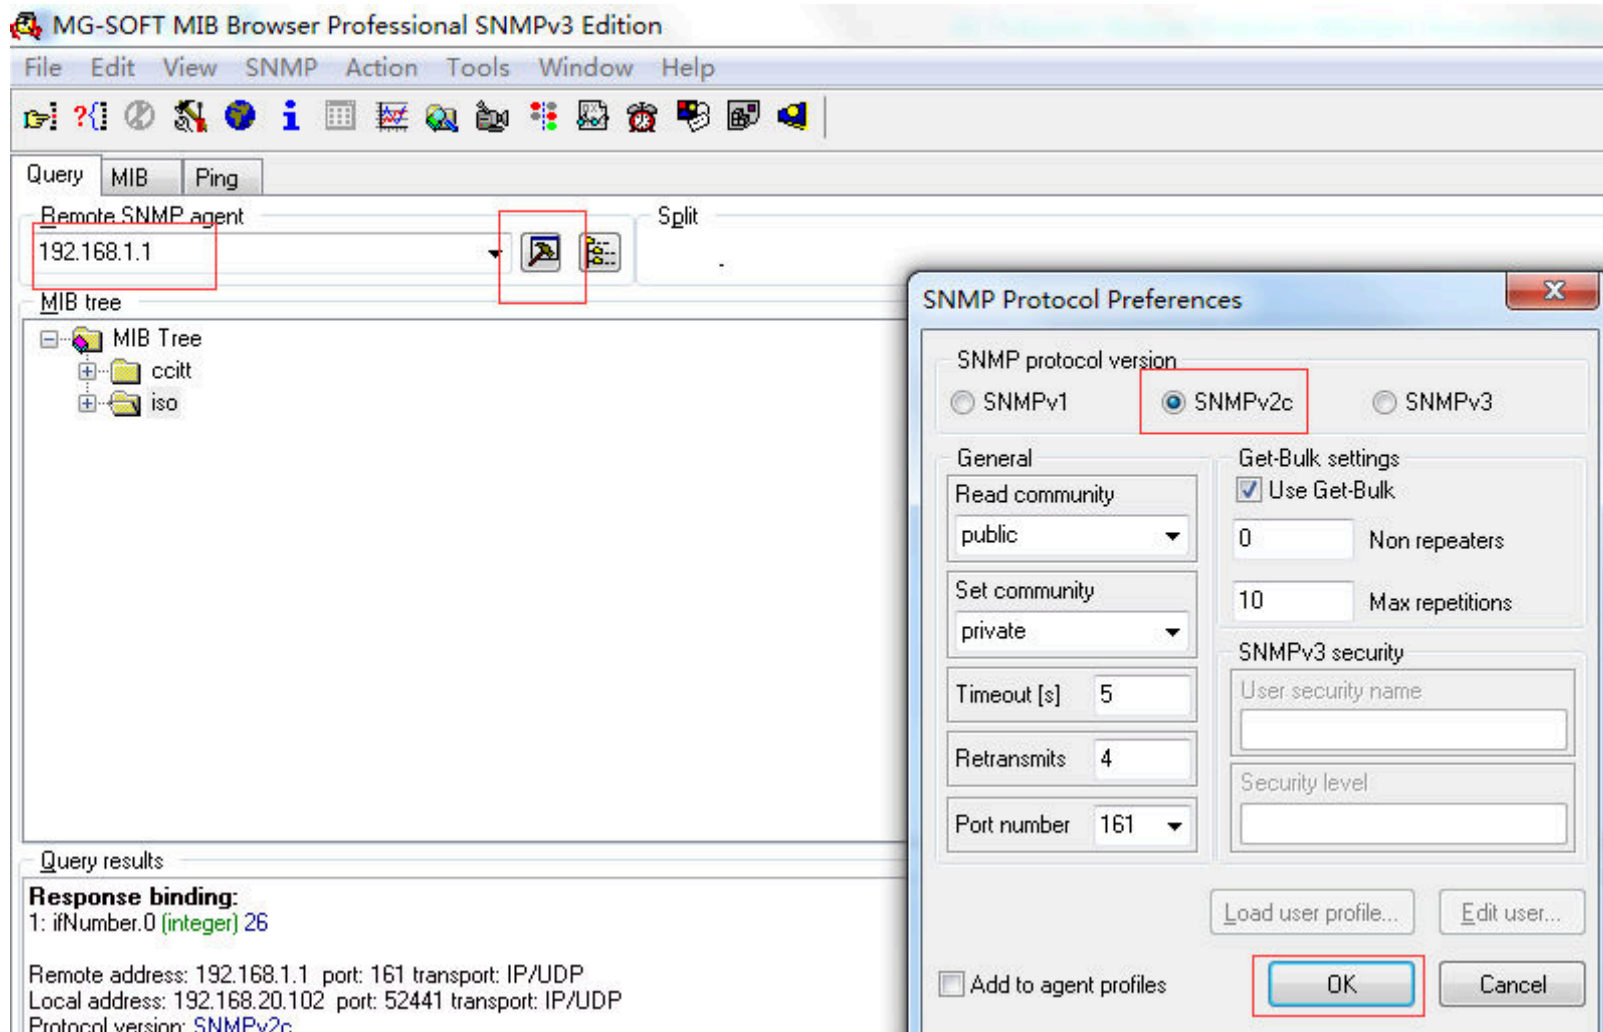 MG-SOFT MIB Browser Professional SNMPv3 Edition
File Edit View SNMP Action Tools Window Help
Query MIB Ping
Remote SNMP agent
Split
192.168.1.1
MIB tree
MIB Tree
ccitt
iso
SNMP Protocol Preferences
SNMP protocol version
SNMPv1 SNMPv2c SNMPv3
General
Read community
public
Set community
private
Timeout [s] 5
Retransmits 4
Port number 161
Get-Bulk settings
Use Get-Bulk
0 Non repeaters
10 Max repetitions
SNMPv3 security
User security name
Security level
Load user profile... Edit user...
Add to agent profiles OK Cancel
Query results
Response binding:
1: ifNumber.0 (integer) 26
Remote address: 192.168.1.1 port: 161 transport: IP/UDP
Local address: 192.168.20.102 port: 52441 transport: IP/UDP
Protocol version: SNMPv2c